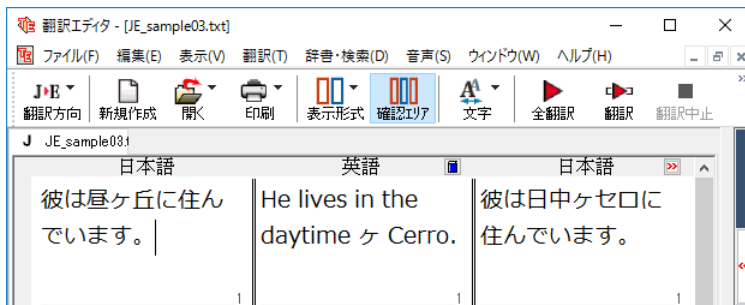 翻訳エディタ - [JE_sample03.txt]
ファイル(F) 編集(E) 表示(V) 翻訳(T) 辞書・検索(D) 音声(S) ウィンドウ(W) ヘルプ(H)
J E
翻訳方向 新規作成 開く 印刷 表示形式 確認エリア 文字 全翻訳 翻訳 翻訳中止
J JE_sample03.t
日本語 英語 日本語
彼は昼ヶ丘に住ん He lives in the 彼は日中ヶセロに
でいます。 daytime ヶ Cerro. 住んでいます。
1 1 1